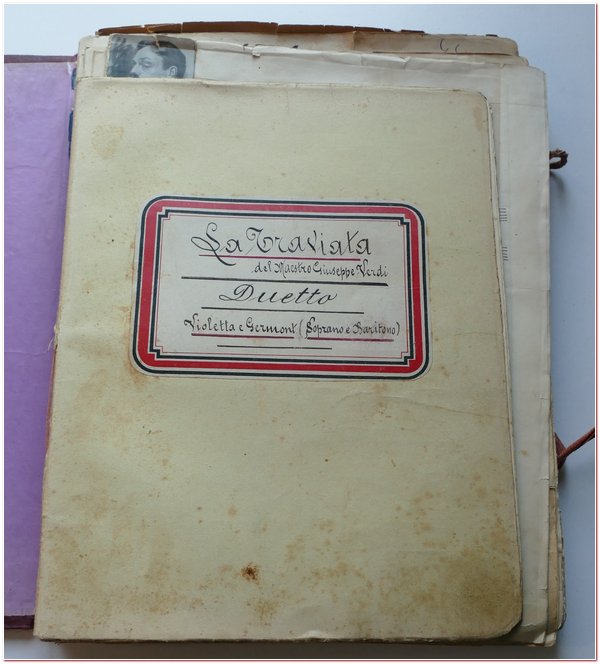 La Traviata
del Maestro Giuseppe Verdi
Duetto
Violetta e Germont (Soprano e Baritono)